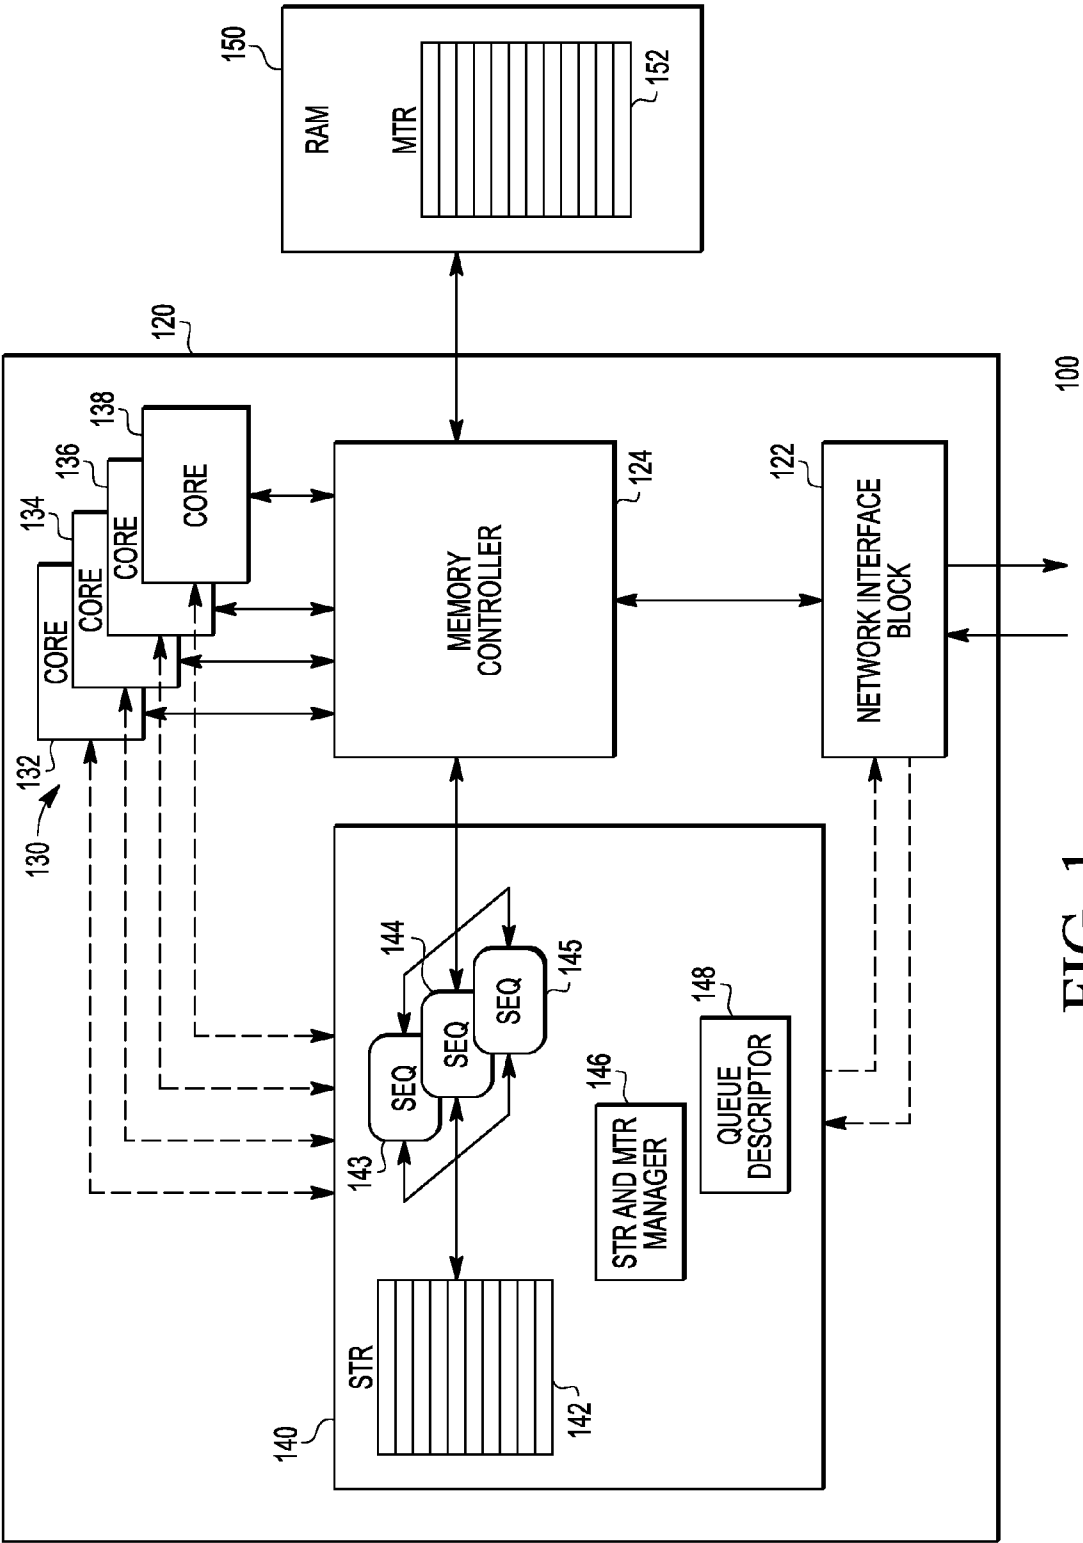 130
132
CORE
134
CORE
136
CORE
138
CORE
120
150
RAM
MTR
152
140
STR
142
143
SEQ
144
SEQ
145
SEQ
MEMORY
CONTROLLER
124
STR AND MTR
MANAGER
146
QUEUE
DESCRIPTOR
148
NETWORK INTERFACE
BLOCK
122
100
FIG. 1